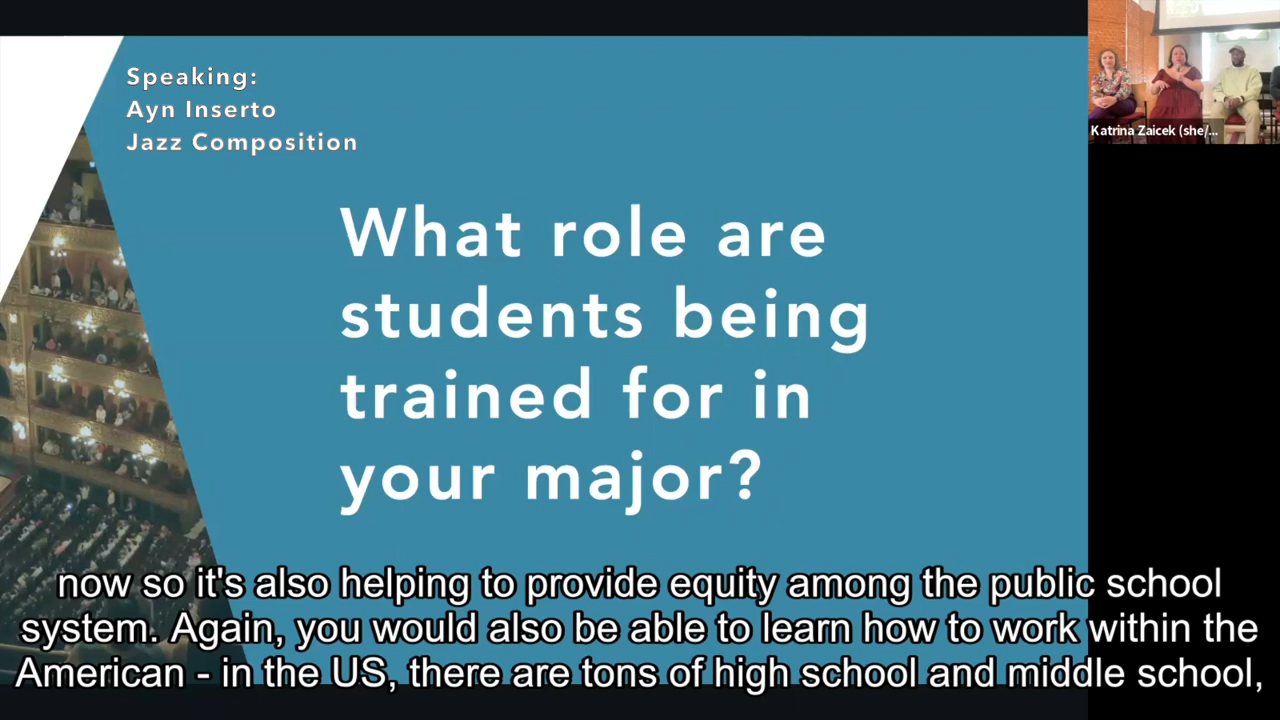 Speaking:
Ayn Inserto
Jazz Composition
Katrina Zaicek (she/...
What role are
students being
trained for in
your major?
now so it's also helping to provide equity among the public school
system. Again, you would also be able to learn how to work within the
American - in the US, there are tons of high school and middle school,